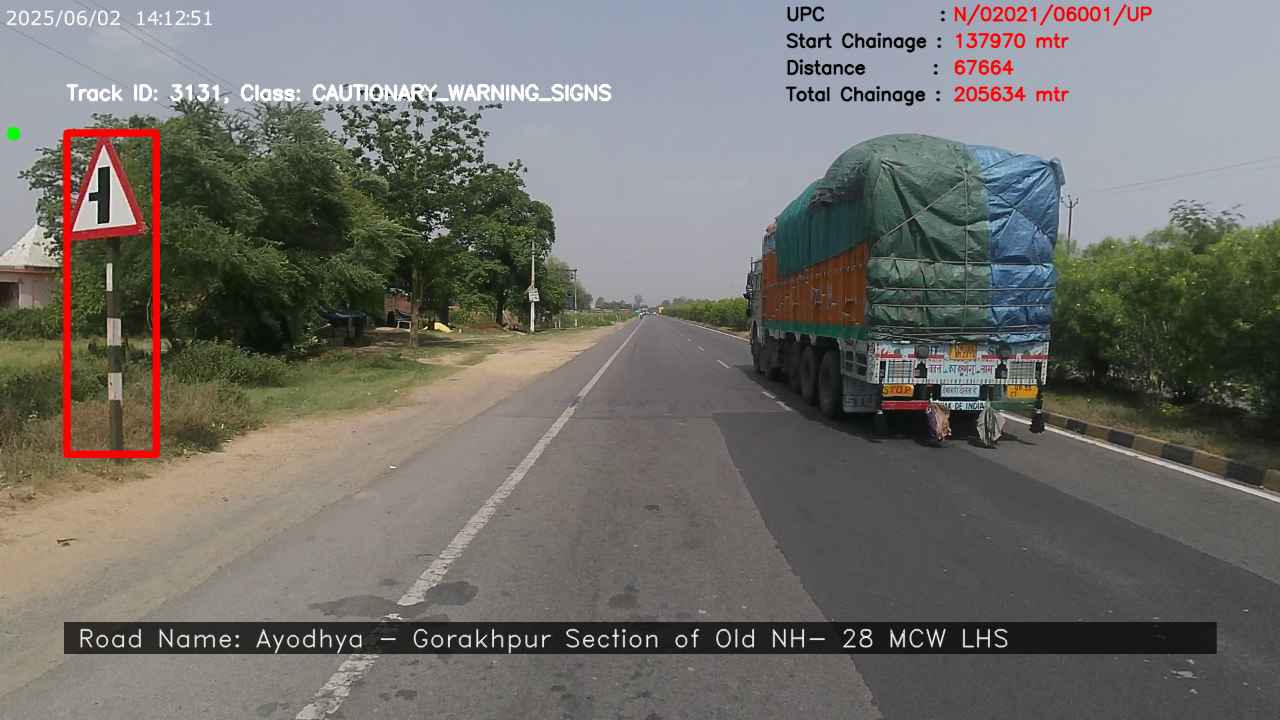 2025/06/02 14:12:51
UPC : N/02021/06001/UP
Start Chainage : 137970 mtr
Distance : 67664
Total Chainage : 205634 mtr
Track ID: 3131, Class: CAUTIONARY_WARNING_SIGNS
STOP
Road Name: Ayodhya - Gorakhpur Section of Old NH- 28 MCW LHS